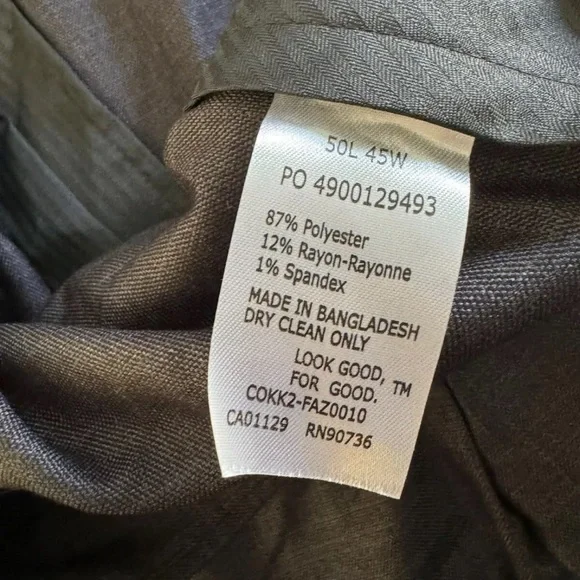 50L 45W
PO 4900129493
87% Polyester
12% Rayon-Rayonne
1% Spandex
MADE IN BANGLADESH
DRY CLEAN ONLY
LOOK GOOD, ™
FOR GOOD.
COKK2-FAZ0010
CA01129 RN90736